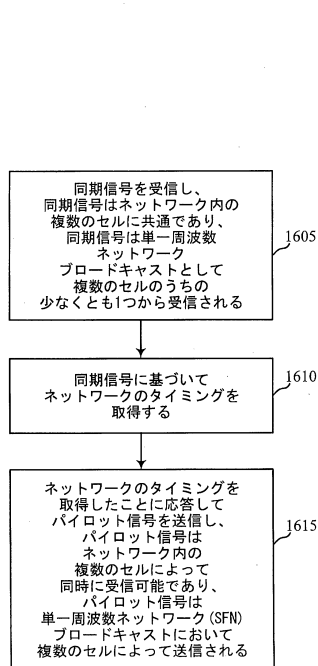 同期信号を受信し、
同期信号はネットワーク内の
複数のセルに共通であり、
同期信号は単一周波数
ネットワーク
ブロードキャストとして
複数のセルのうちの
少なくとも1つから受信される
1605
同期信号に基づいて
ネットワークのタイミングを
取得する
1610
ネットワークのタイミングを
取得したことに応答して
パイロット信号を送信し、
パイロット信号は
ネットワーク内の
複数のセルによって
同時に受信可能であり、
パイロット信号は
単一周波数ネットワーク(SFN)
ブロードキャストにおいて
複数のセルによって送信される
1615